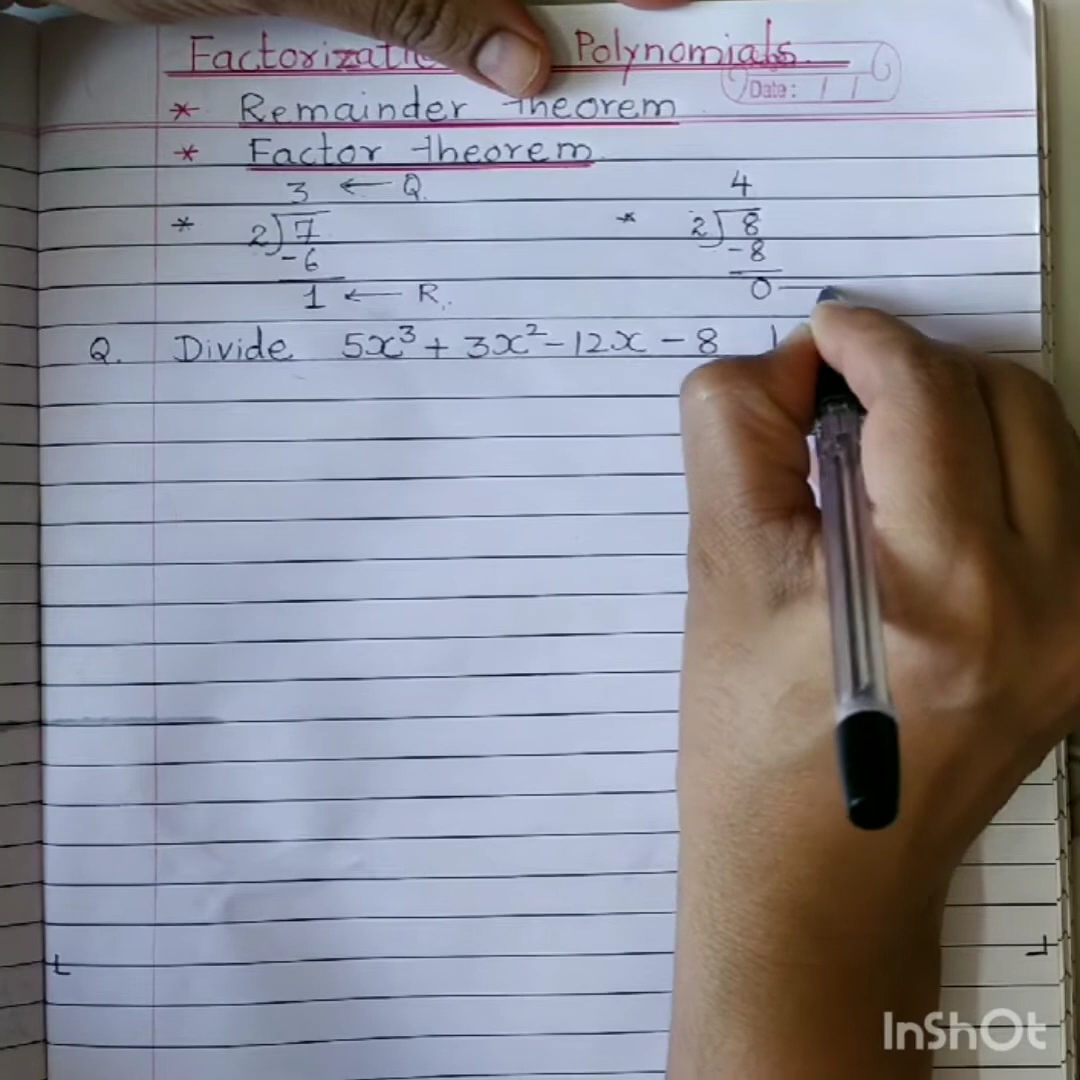 Factorizati Polynomials
Date: / /
* Remainder theorem
* Factor theorem
3 ← Q.
* 2)7
-6
1 ← R.
4
* 2)8
-8
0 —
Q. Divide 5x³ + 3x² - 12x - 8
InShOt